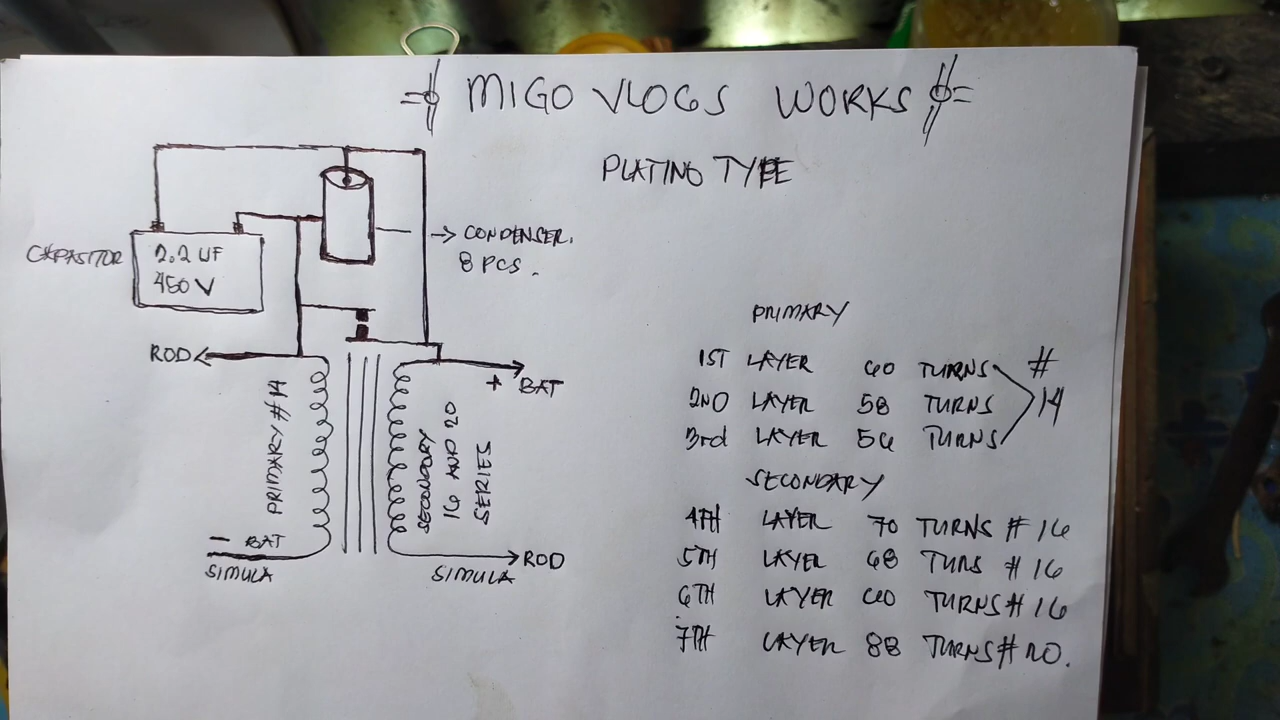 MIGO VLOGS WORKS
PLATINO TYPE
CAPASITOR
2.2 UF
450 V
CONDENSER.
8 PCS.
ROD
+ BAT
PRIMARY #14
SECONDARY
16 AND 20
SERIES
- BAT
SIMULA
SIMULA
ROD
PRIMARY
1ST LAYER 60 TURNS #
2ND LAYER 58 TURNS 14
3rd LAYER 56 TURNS
SECONDARY
4TH LAYER 70 TURNS #16
5TH LAYER 68 TURNS #16
6TH LAYER 60 TURNS #16
7TH LAYER 88 TURNS #20.